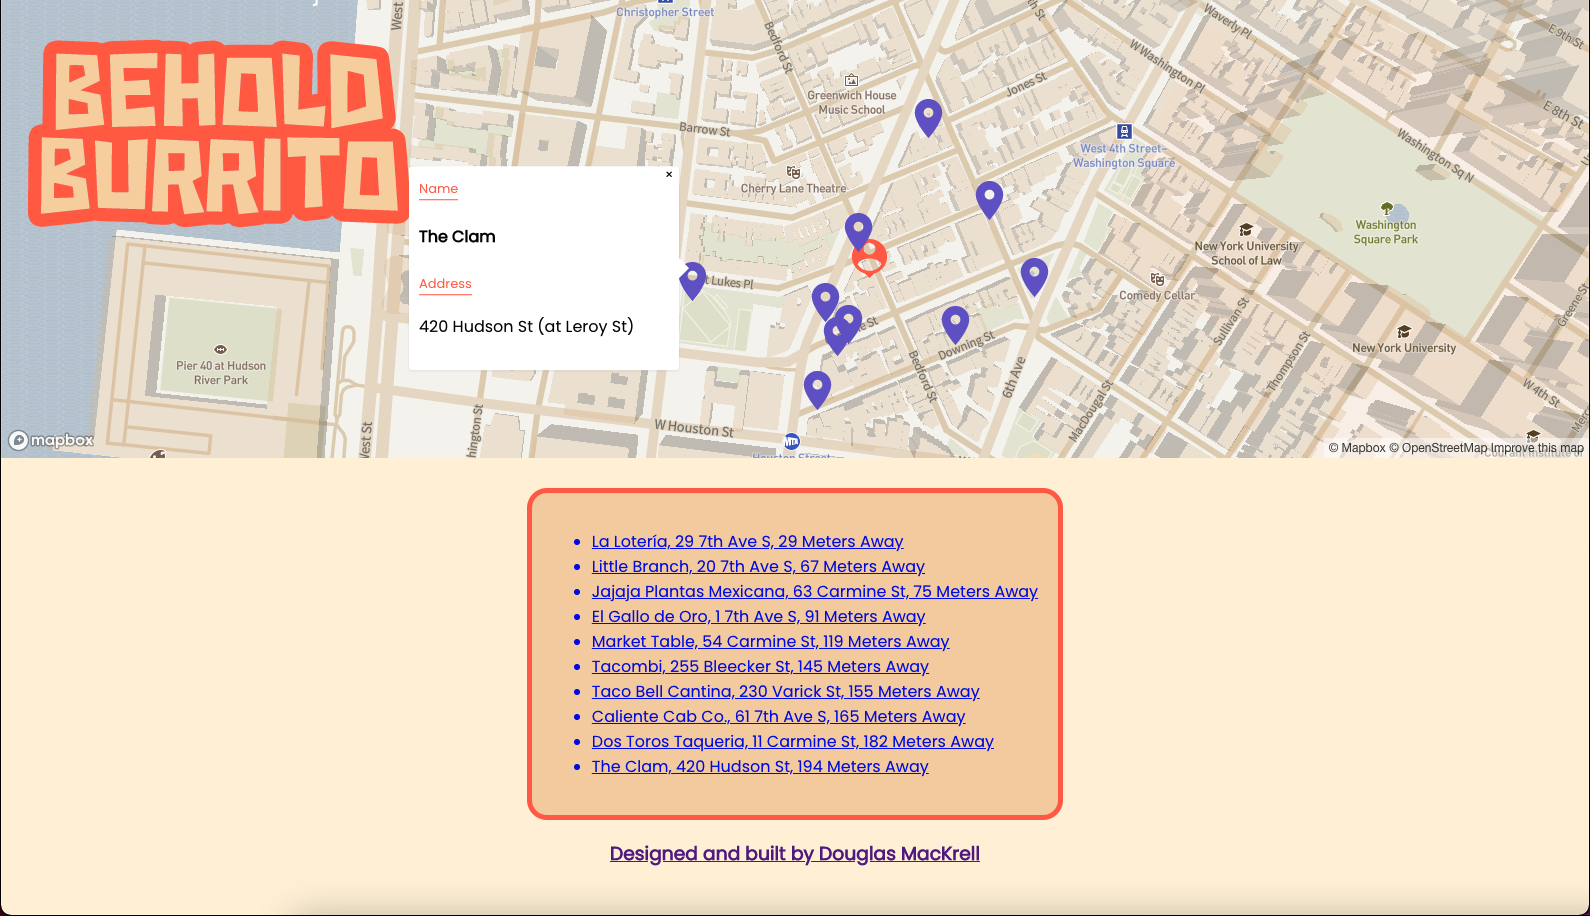 Christopher Street
West
Bedford St
th St
Waverly Pl
E 9th St
W Washington Pl
BEHOLD
BURRITO
Greenwich House
Music School
Jones St
E 8th St
Barrow St
West 4th Street-
Washington Square
Washington Sq N
×
Name
Cherry Lane Theatre
The Clam
Washington
Square Park
New York University
School of Law
Address
t Lukes Pl
Comedy Cellar
Greene St
420 Hudson St (at Leroy St)
e St
Sullivan St
Downing St
New York University
Thompson St
Pier 40 at Hudson
River Park
Bedford St
6th Ave
W 4th St
MacDougal St
W Houston St
mapbox
West St
hington St
MTA
Houston Street
© Mapbox © OpenStreetMap Improve this map
La Lotería, 29 7th Ave S, 29 Meters Away
Little Branch, 20 7th Ave S, 67 Meters Away
Jajaja Plantas Mexicana, 63 Carmine St, 75 Meters Away
El Gallo de Oro, 1 7th Ave S, 91 Meters Away
Market Table, 54 Carmine St, 119 Meters Away
Tacombi, 255 Bleecker St, 145 Meters Away
Taco Bell Cantina, 230 Varick St, 155 Meters Away
Caliente Cab Co., 61 7th Ave S, 165 Meters Away
Dos Toros Taqueria, 11 Carmine St, 182 Meters Away
The Clam, 420 Hudson St, 194 Meters Away
Designed and built by Douglas MacKrell